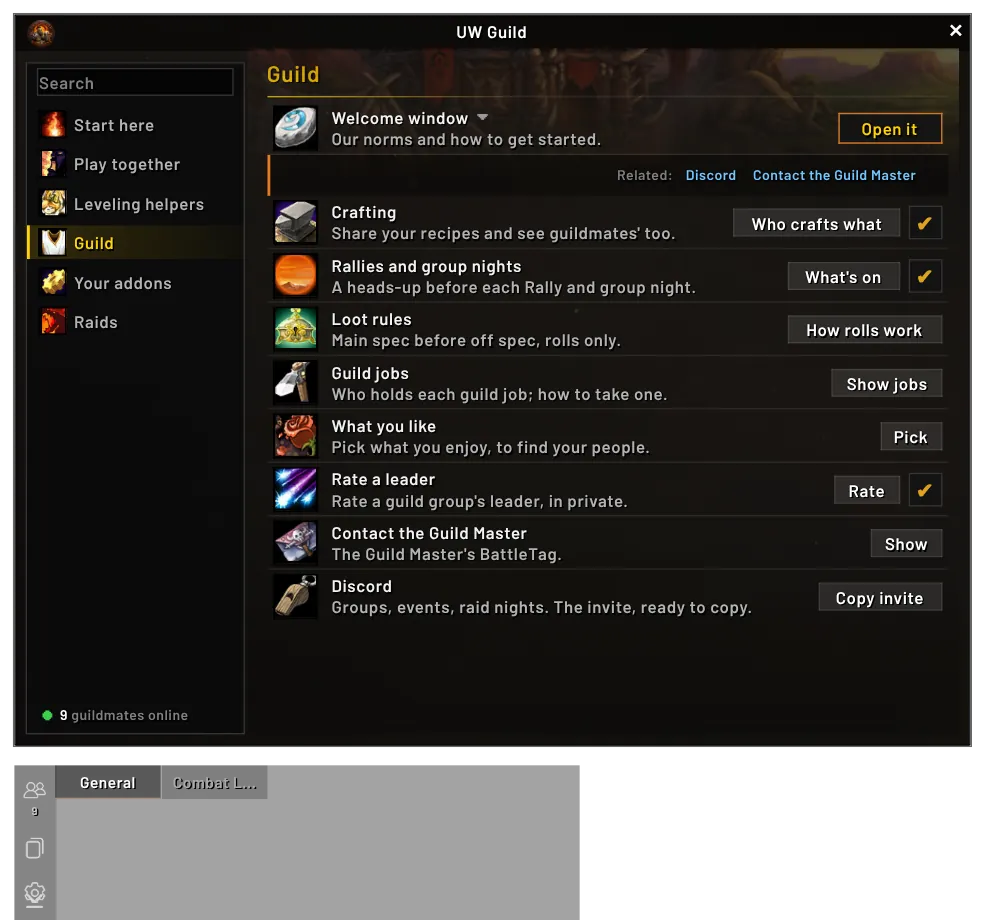 UW Guild
Search
Start here
Play together
Leveling helpers
Guild
Your addons
Raids
9 guildmates online
Guild
Welcome window
Our norms and how to get started.
Open it
Related: Discord Contact the Guild Master
Crafting
Share your recipes and see guildmates' too.
Who crafts what
Rallies and group nights
A heads-up before each Rally and group night.
What's on
Loot rules
Main spec before off spec, rolls only.
How rolls work
Guild jobs
Who holds each guild job; how to take one.
Show jobs
What you like
Pick what you enjoy, to find your people.
Pick
Rate a leader
Rate a guild group's leader, in private.
Rate
Contact the Guild Master
The Guild Master's BattleTag.
Show
Discord
Groups, events, raid nights. The invite, ready to copy.
Copy invite
General
Combat L...
9